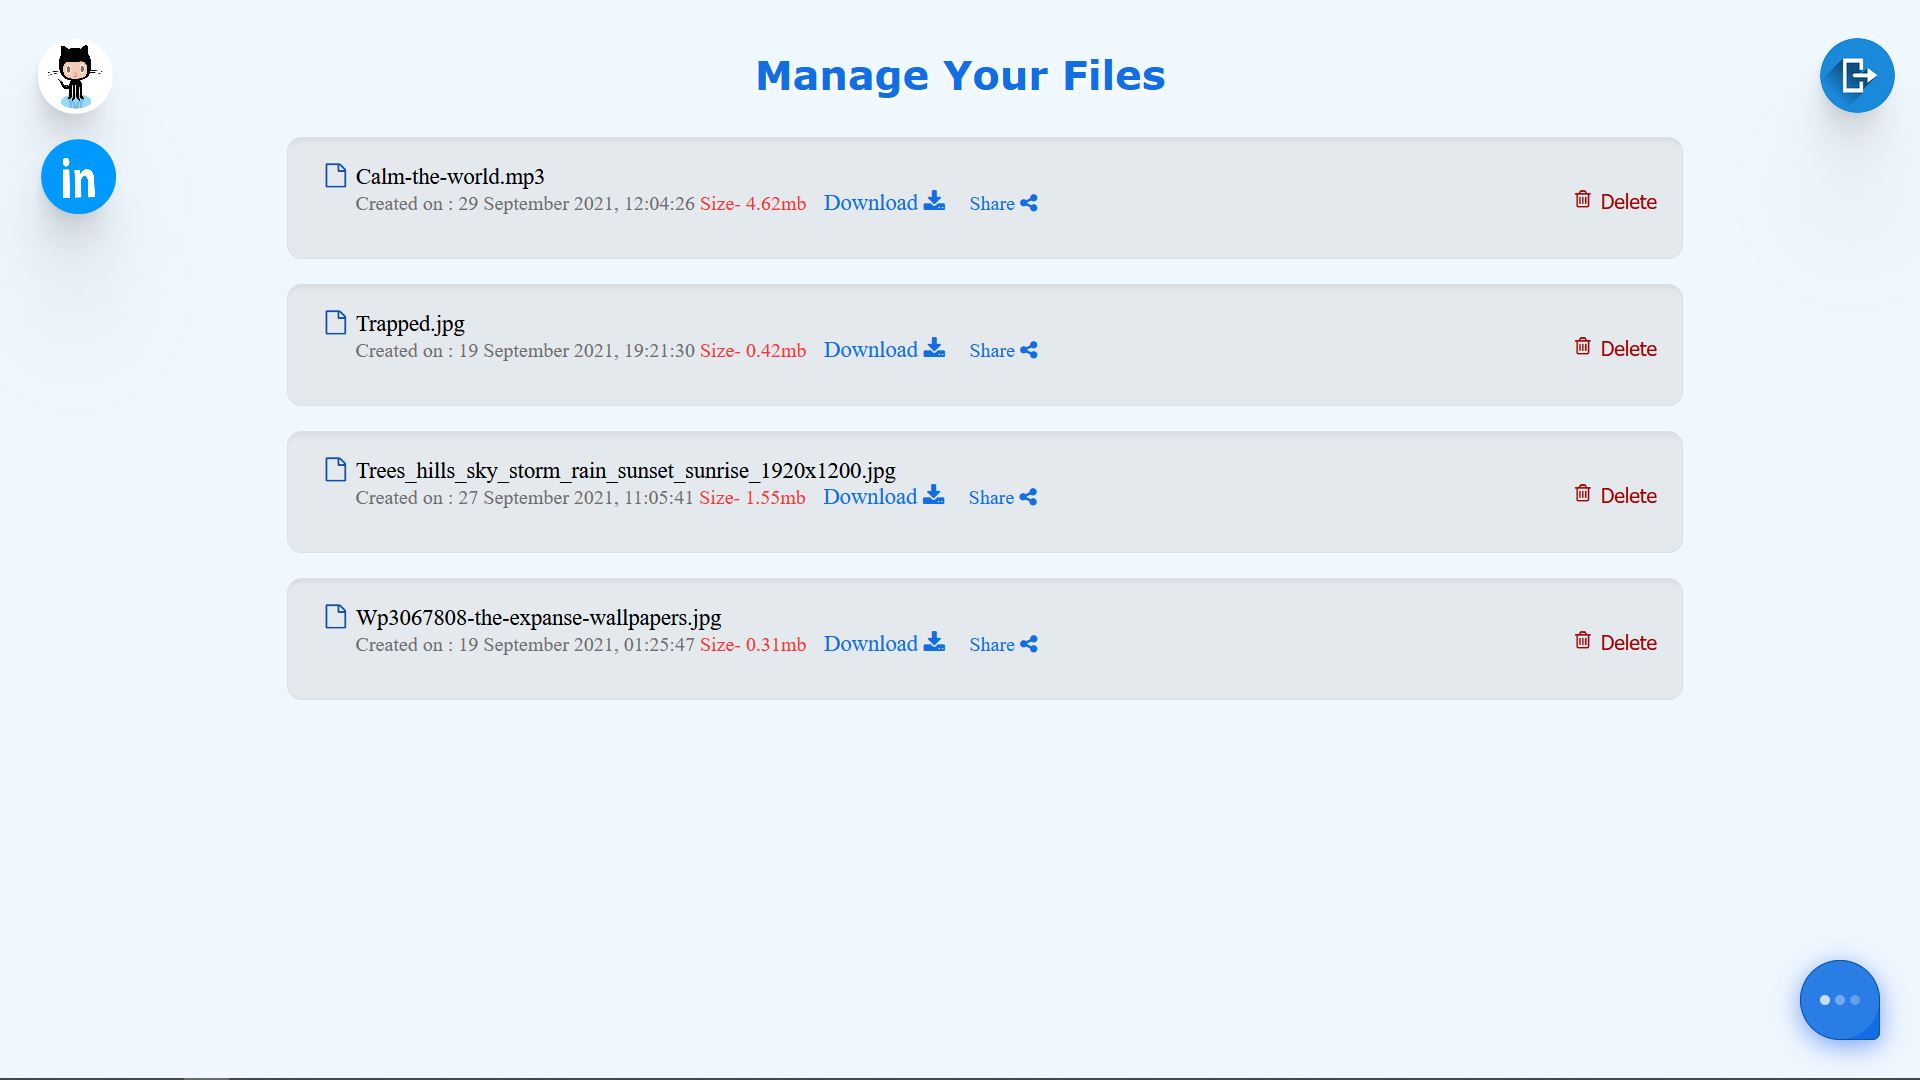 Manage Your Files
in
Calm-the-world.mp3
Created on : 29 September 2021, 12:04:26 Size- 4.62mb Download Share Delete
Trapped.jpg
Created on : 19 September 2021, 19:21:30 Size- 0.42mb Download Share Delete
Trees_hills_sky_storm_rain_sunset_sunrise_1920x1200.jpg
Created on : 27 September 2021, 11:05:41 Size- 1.55mb Download Share Delete
Wp3067808-the-expanse-wallpapers.jpg
Created on : 19 September 2021, 01:25:47 Size- 0.31mb Download Share Delete